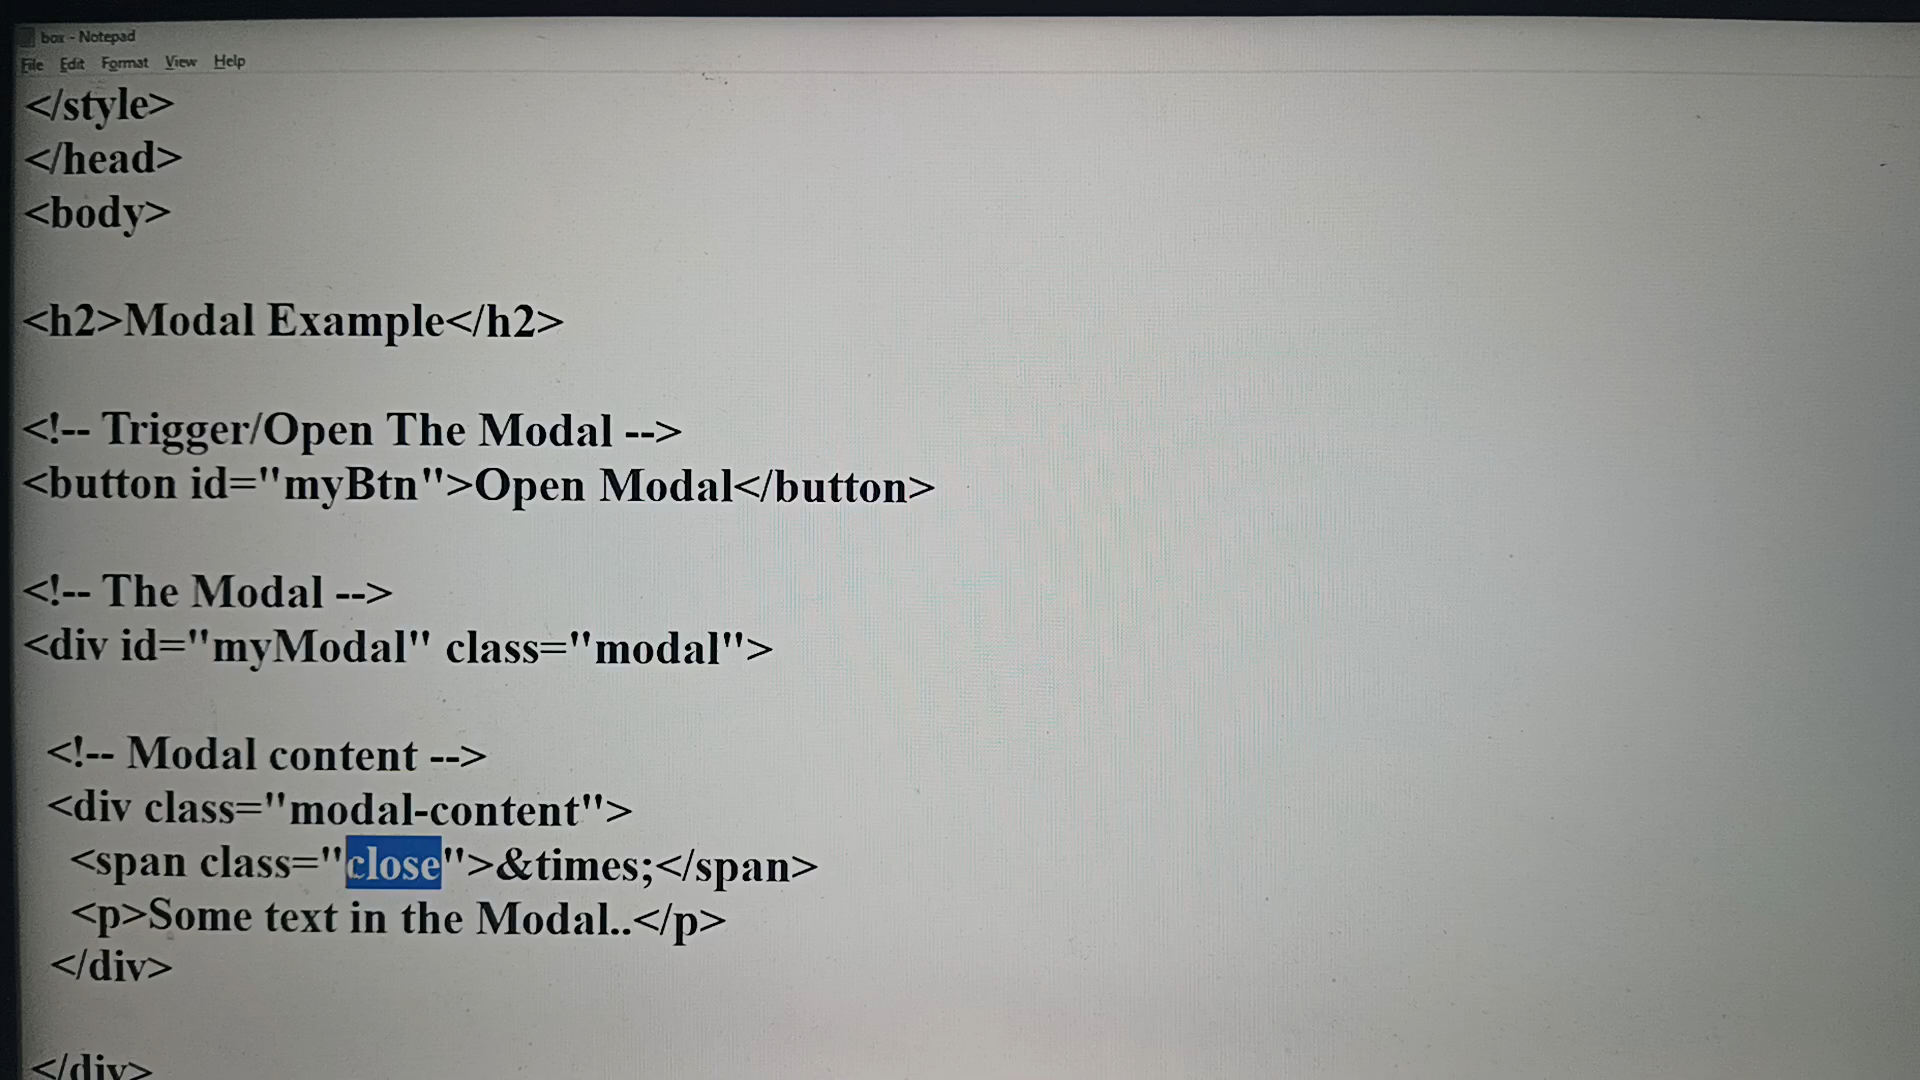 box - Notepad
File Edit Format View Help
</style>
</head>
<body>
<h2>Modal Example</h2>
<!-- Trigger/Open The Modal -->
<button id="myBtn">Open Modal</button>
<!-- The Modal -->
<div id="myModal" class="modal">
<!-- Modal content -->
<div class="modal-content">
<span class="close">&times;</span>
<p>Some text in the Modal..</p>
</div>
</div>